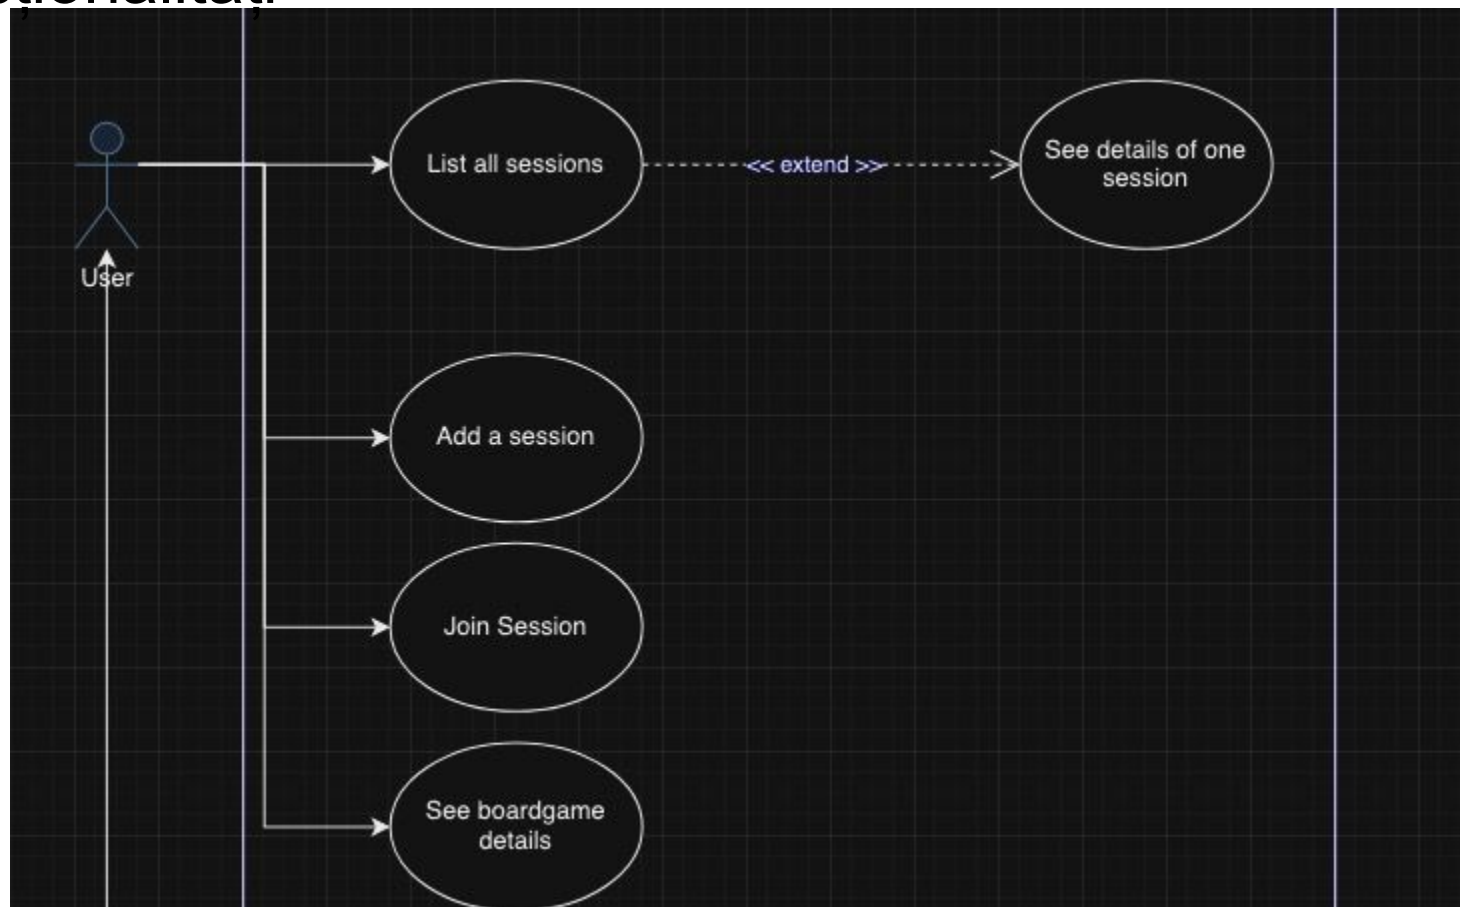 List all sessions
<< extend >>
See details of one
session
User
Add a session
Join Session
See boardgame
details